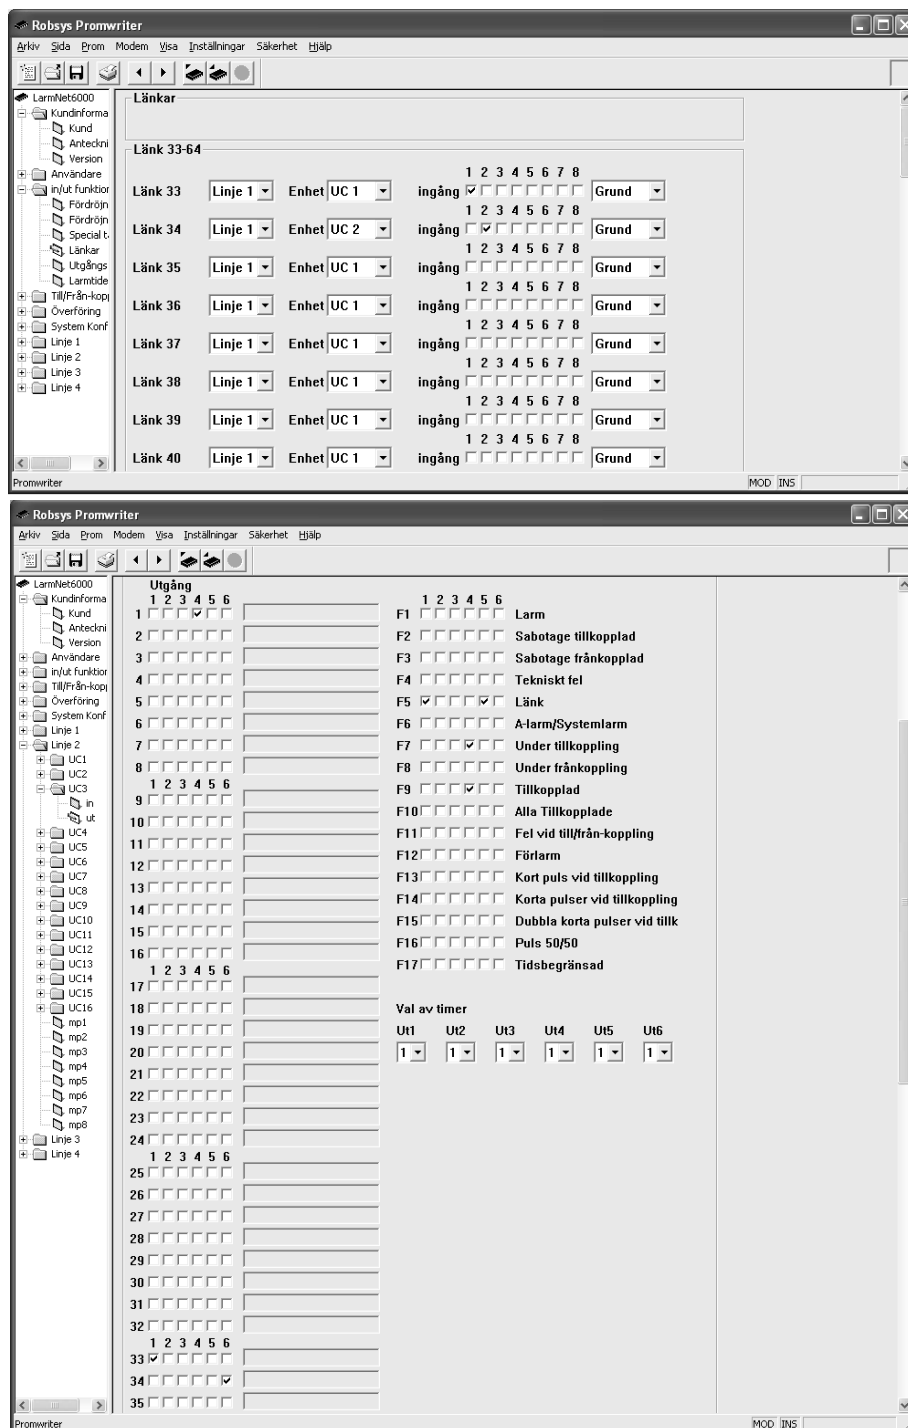 Robsys Promwriter
Arkiv Sida Prom Modem Visa Inställningar Säkerhet Hjälp
LarmNet6000
Kundinforma
Kund
Anteckni
Version
Användare
in/ut funktion
Fördröjn
Fördröjn
Special t
Länkar
Utgångs
Larmtide
Till/Från-kopp
Överföring
System Konf
Linje 1
Linje 2
Linje 3
Linje 4
Länkar
Länk 33-64
1 2 3 4 5 6 7 8
Länk 33 Linje 1 Enhet UC 1 ingång Grund
1 2 3 4 5 6 7 8
Länk 34 Linje 1 Enhet UC 2 ingång Grund
1 2 3 4 5 6 7 8
Länk 35 Linje 1 Enhet UC 1 ingång Grund
1 2 3 4 5 6 7 8
Länk 36 Linje 1 Enhet UC 1 ingång Grund
1 2 3 4 5 6 7 8
Länk 37 Linje 1 Enhet UC 1 ingång Grund
1 2 3 4 5 6 7 8
Länk 38 Linje 1 Enhet UC 1 ingång Grund
1 2 3 4 5 6 7 8
Länk 39 Linje 1 Enhet UC 1 ingång Grund
1 2 3 4 5 6 7 8
Länk 40 Linje 1 Enhet UC 1 ingång Grund
Promwriter MOD INS
Robsys Promwriter
Arkiv Sida Prom Modem Visa Inställningar Säkerhet Hjälp
LarmNet6000
Kundinforma
Kund
Anteckni
Version
Användare
in/ut funktior
Till/Från-kopp
Överföring
System Konf
Linje 1
Linje 2
UC1
UC2
UC3
in
ut
UC4
UC5
UC6
UC7
UC8
UC9
UC10
UC11
UC12
UC13
UC14
UC15
UC16
mp1
mp2
mp3
mp4
mp5
mp6
mp7
mp8
Linje 3
Linje 4
Utgång
1 2 3 4 5 6
1
2
3
4
5
6
7
8
1 2 3 4 5 6
9
10
11
12
13
14
15
16
1 2 3 4 5 6
17
18
19
20
21
22
23
24
1 2 3 4 5 6
25
26
27
28
29
30
31
32
1 2 3 4 5 6
33
34
35
1 2 3 4 5 6
F1 Larm
F2 Sabotage tillkopplad
F3 Sabotage frånkopplad
F4 Tekniskt fel
F5 Länk
F6 A-larm/Systemlarm
F7 Under tillkoppling
F8 Under frånkoppling
F9 Tillkopplad
F10 Alla Tillkopplade
F11 Fel vid till/från-koppling
F12 Förlarm
F13 Kort puls vid tillkoppling
F14 Korta pulser vid tillkoppling
F15 Dubbla korta pulser vid tillk
F16 Puls 50/50
F17 Tidsbegränsad
Val av timer
Ut1 Ut2 Ut3 Ut4 Ut5 Ut6
1 1 1 1 1 1
Promwriter MOD INS